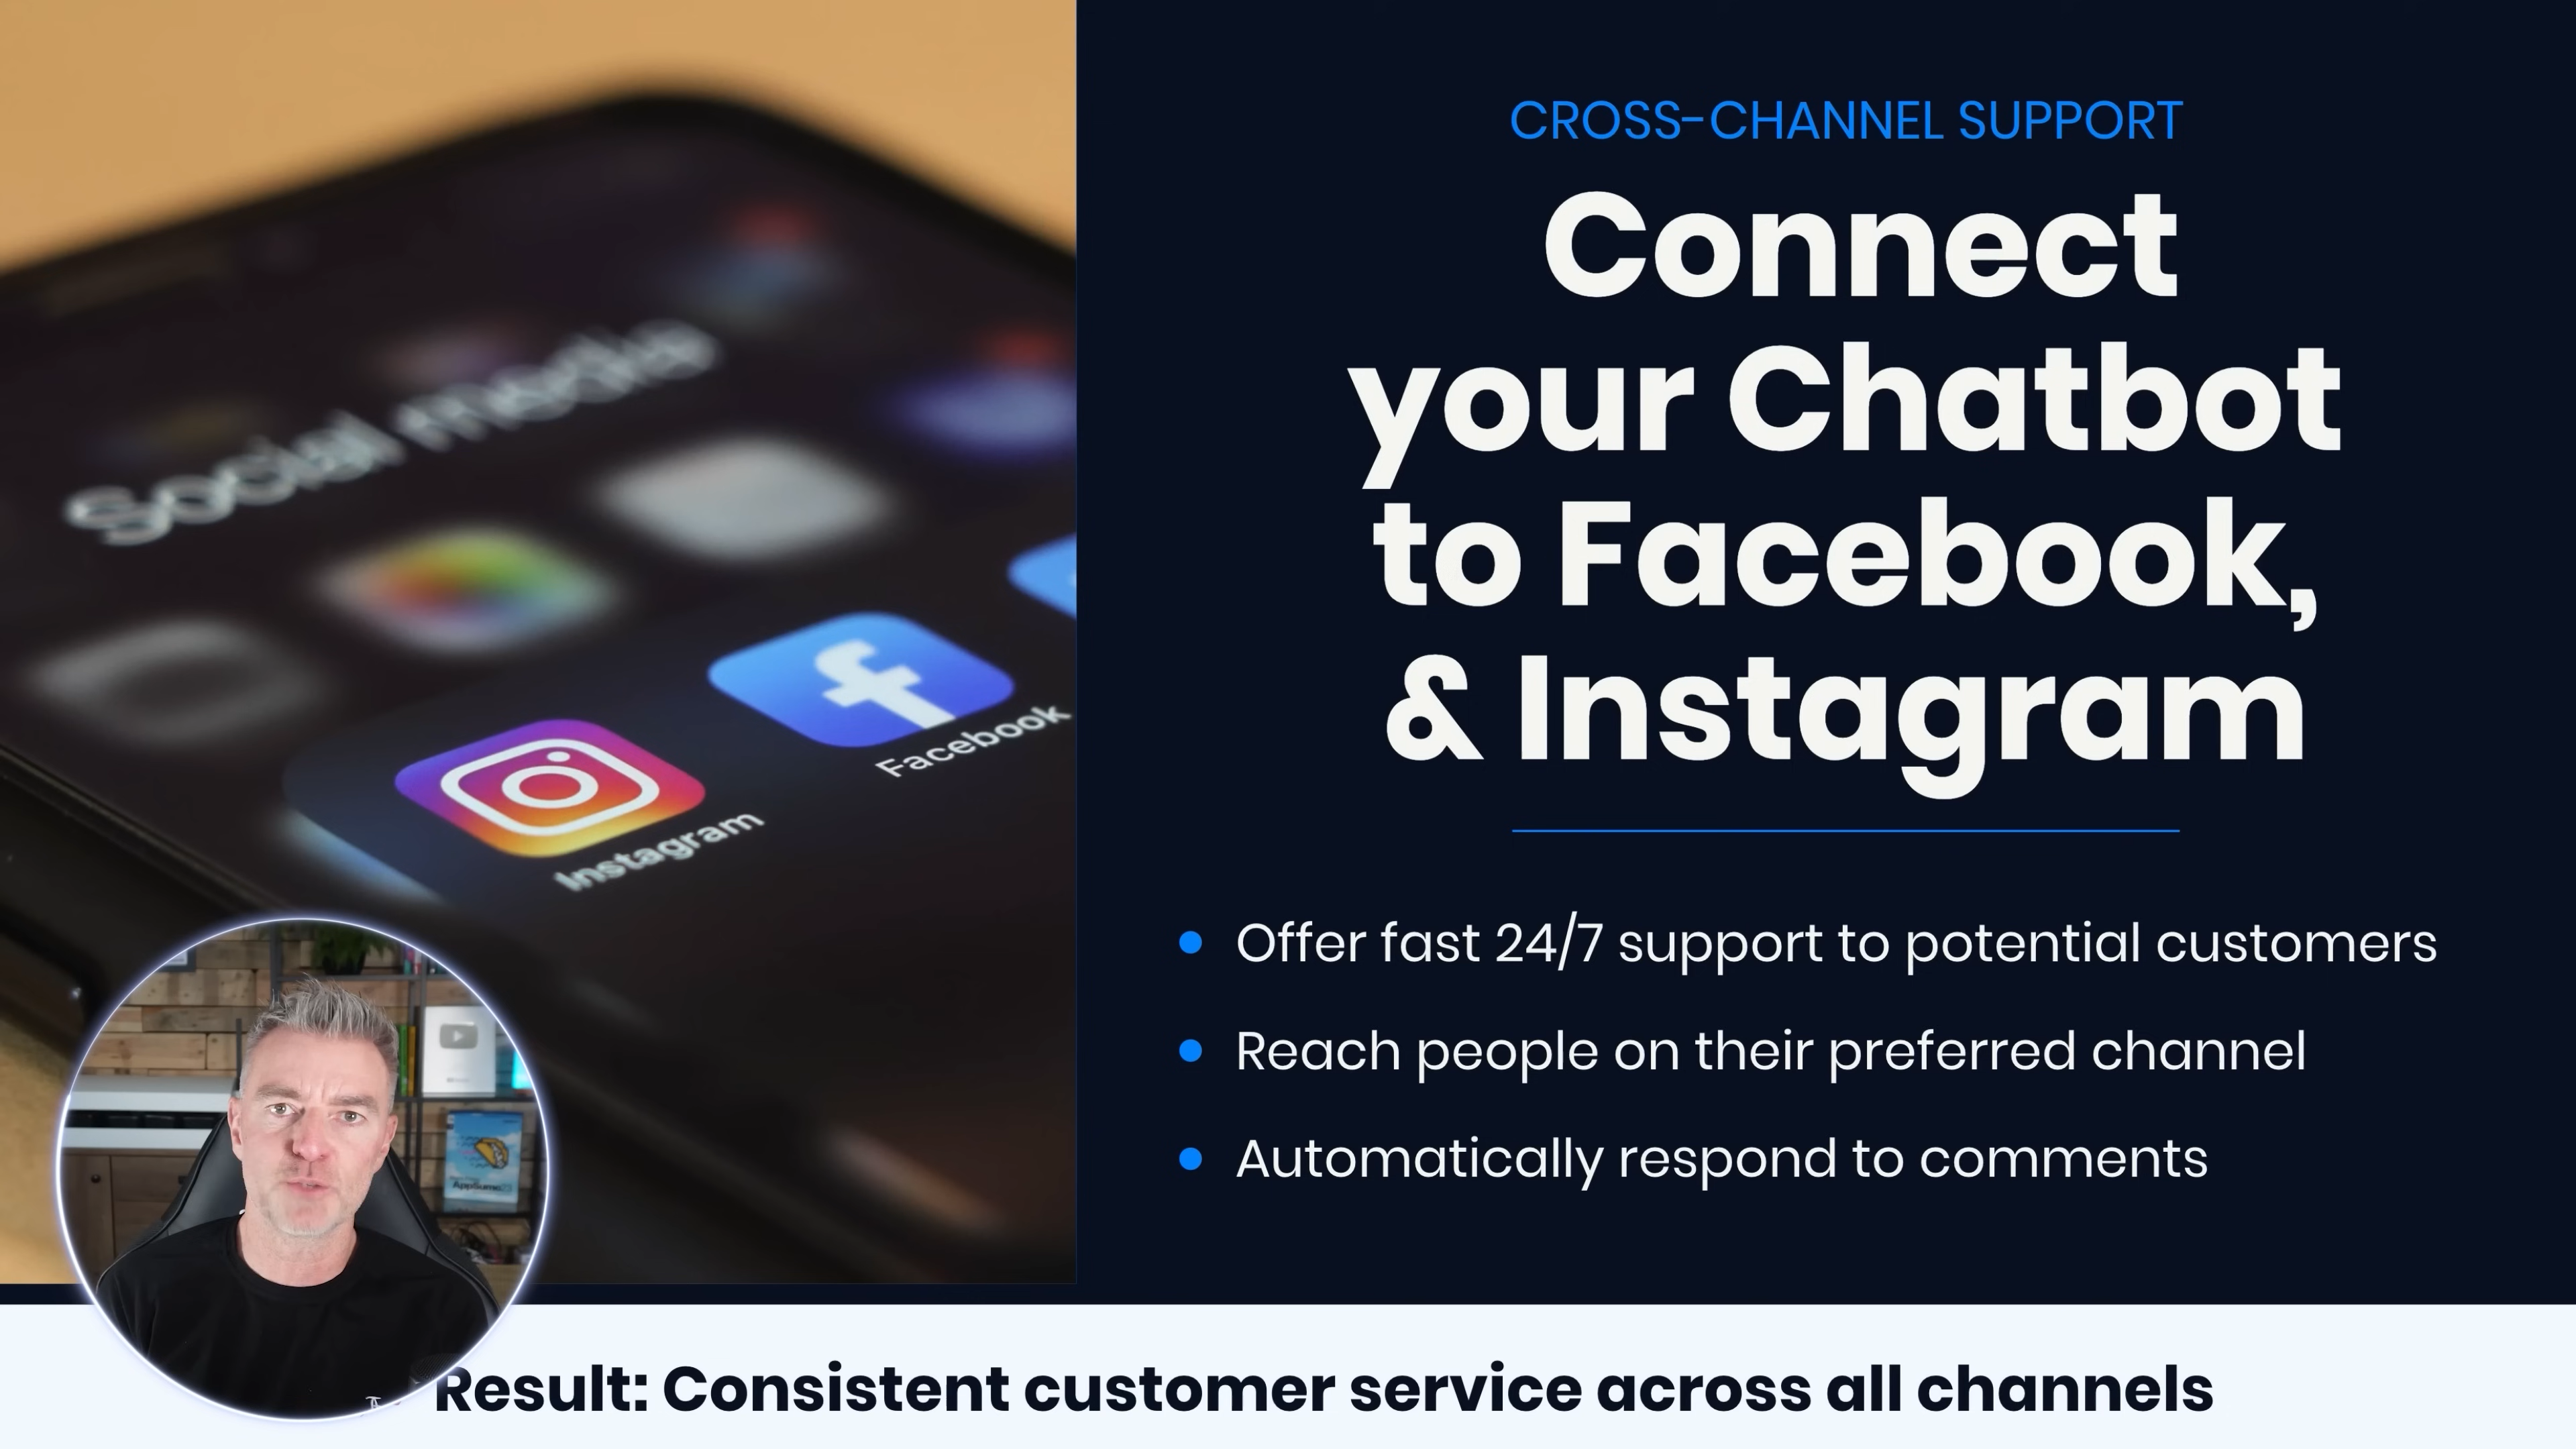 CROSS-CHANNEL SUPPORT
Connect
your Chatbot
to Facebook,
& Instagram
Offer fast 24/7 support to potential customers
Reach people on their preferred channel
Automatically respond to comments
Social media
Facebook
Instagram
AppSumo
Result: Consistent customer service across all channels